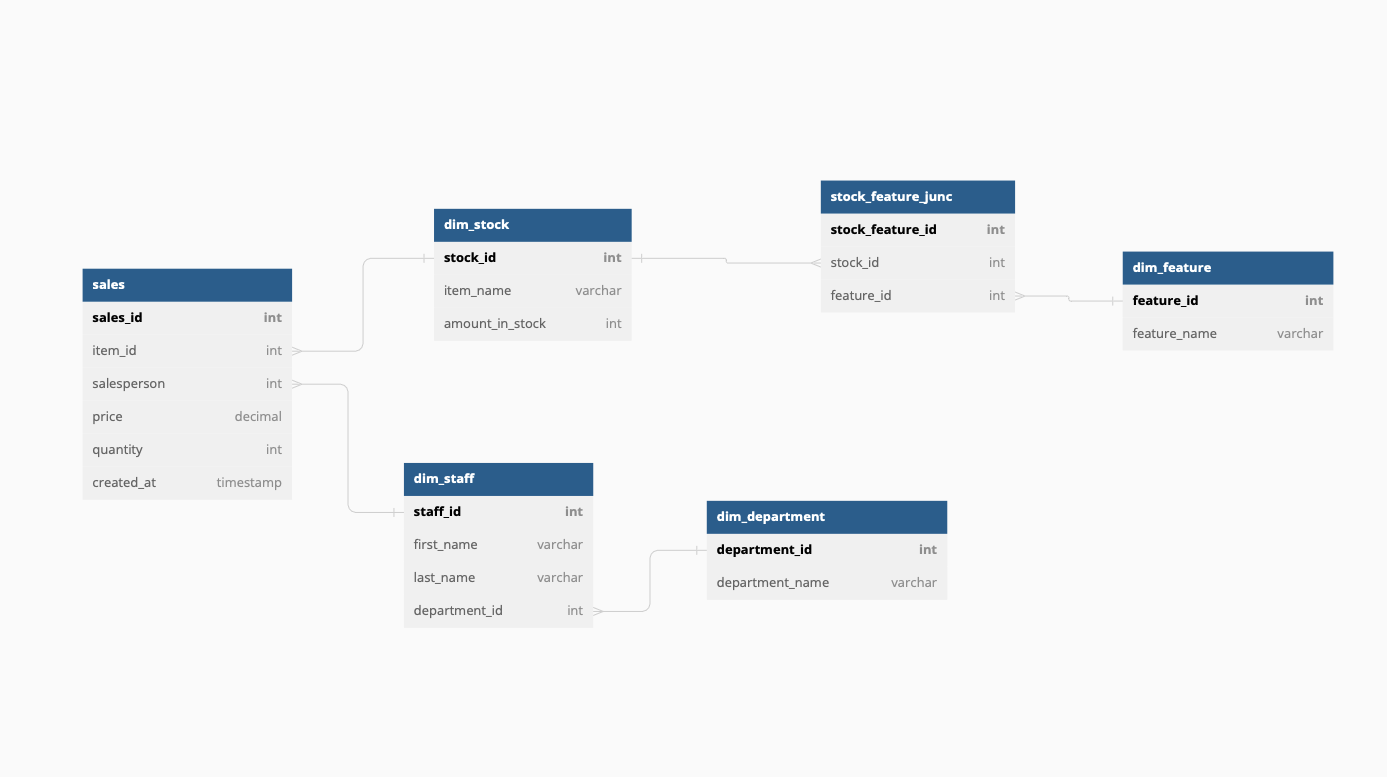 sales
sales_id int
item_id int
salesperson int
price decimal
quantity int
created_at timestamp
dim_stock
stock_id int
item_name varchar
amount_in_stock int
stock_feature_junc
stock_feature_id int
stock_id int
feature_id int
dim_feature
feature_id int
feature_name varchar
dim_staff
staff_id int
first_name varchar
last_name varchar
department_id int
dim_department
department_id int
department_name varchar